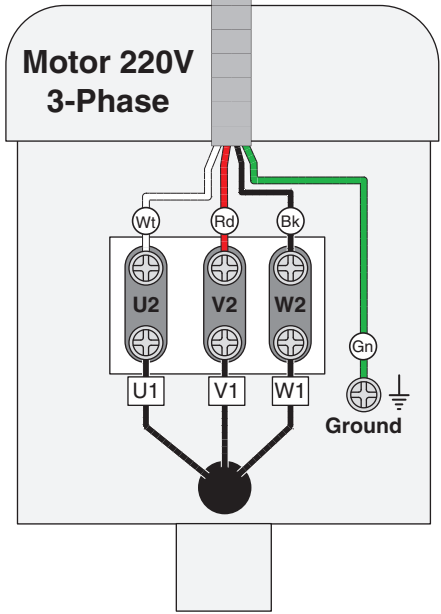 Motor 220V
3-Phase
Wt Rd Bk
U2 V2 W2
Gn
U1 V1 W1
Ground